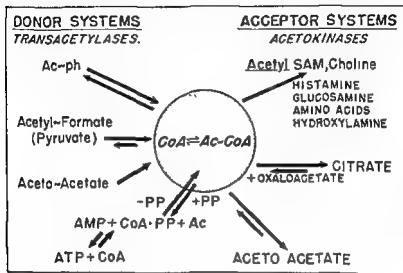 DONOR SYSTEMS
TRANSACETYLASES.
Ac~ph
Acetyl~Formate
(Pyruvate)
Aceto~Acetate
CoA⇌Ac-CoA
-PP
+PP
AMP+CoA·PP+Ac
ATP+CoA
ACCEPTOR SYSTEMS
ACETOKINASES
Acetyl SAM,Choline
HISTAMINE
GLUCOSAMINE
AMINO ACIDS
HYDROXYLAMINE
CITRATE
+OXALOACETATE
ACETO ACETATE